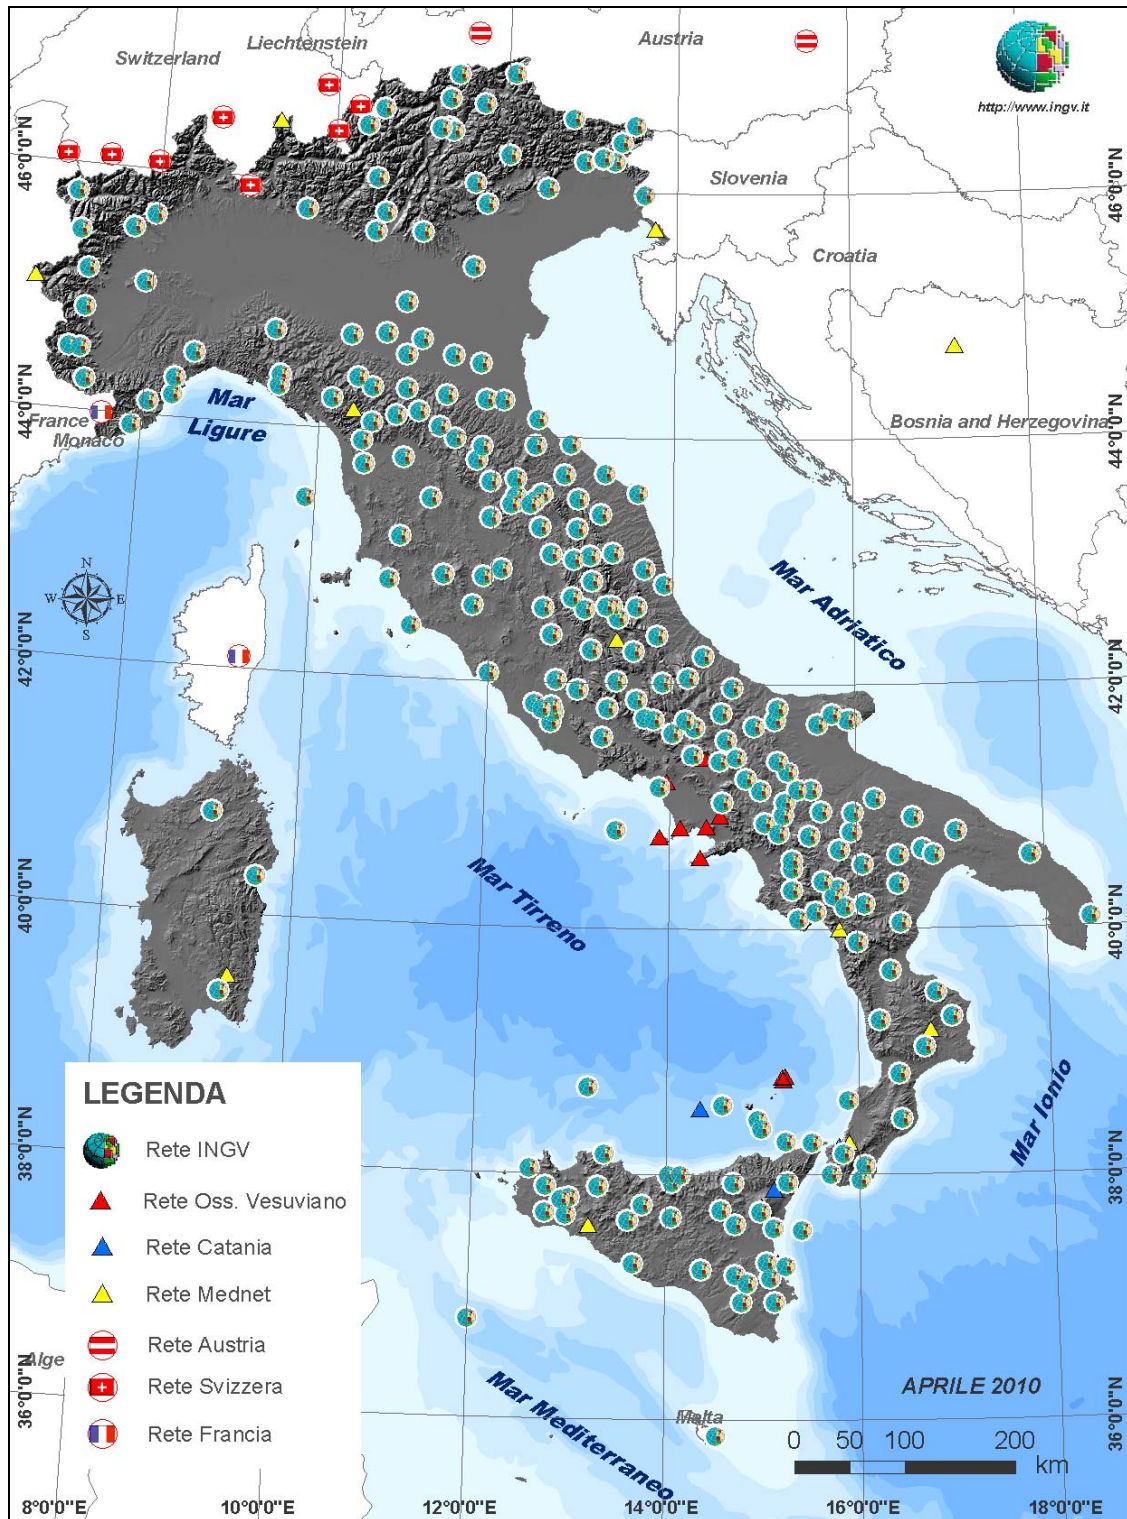 Liechtenstein
Switzerland
Austria
http://www.ingv.it
46°0'0"N
46°0'0"N
Slovenia
Croatia
44°0'0"N
44°0'0"N
France
Monaco
Mar
Ligure
Bosnia and Herzegovina
N
W
E
S
Mar Adriatico
42°0'0"N
42°0'0"N
Mar Tirreno
40°0'0"N
40°0'0"N
Mar Ionio
38°0'0"N
38°0'0"N
LEGENDA
Rete INGV
Rete Oss. Vesuviano
Rete Catania
Rete Mednet
Rete Austria
Rete Svizzera
Rete Francia
Alge
36°0'0"N
36°0'0"N
Mar Mediterraneo
Malta
APRILE 2010
0 50 100 200
km
8°0'0"E 10°0'0"E 12°0'0"E 14°0'0"E 16°0'0"E 18°0'0"E